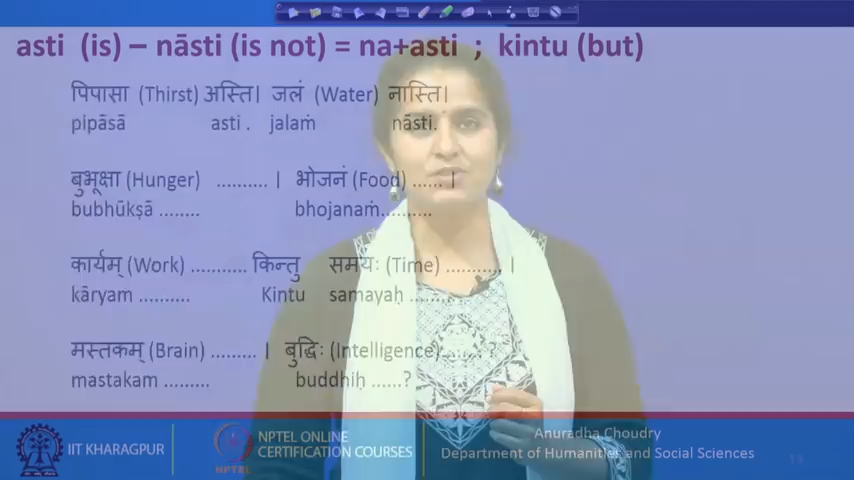 asti (is) – nāsti (is not) = na+asti ; kintu (but)
पिपासा (Thirst) अस्ति। जलं (Water) नास्ति।
pipāsā asti . jalaṁ nāsti.
बुभूक्षा (Hunger) .......... । भोजनं (Food) ...... ।
bubhūkṣā ........ bhojanaṁ..........
कार्यम् (Work) ........... किन्तु समयः (Time) .......... ।
kāryam .......... Kintu samayaḥ ..........
मस्तकम् (Brain) ......... । बुद्धिः (Intelligence) ....... ?
mastakam ......... buddhiḥ ......?
IIT KHARAGPUR
NPTEL
NPTEL ONLINE
CERTIFICATION COURSES
Anuradha Choudry
Department of Humanities and Social Sciences